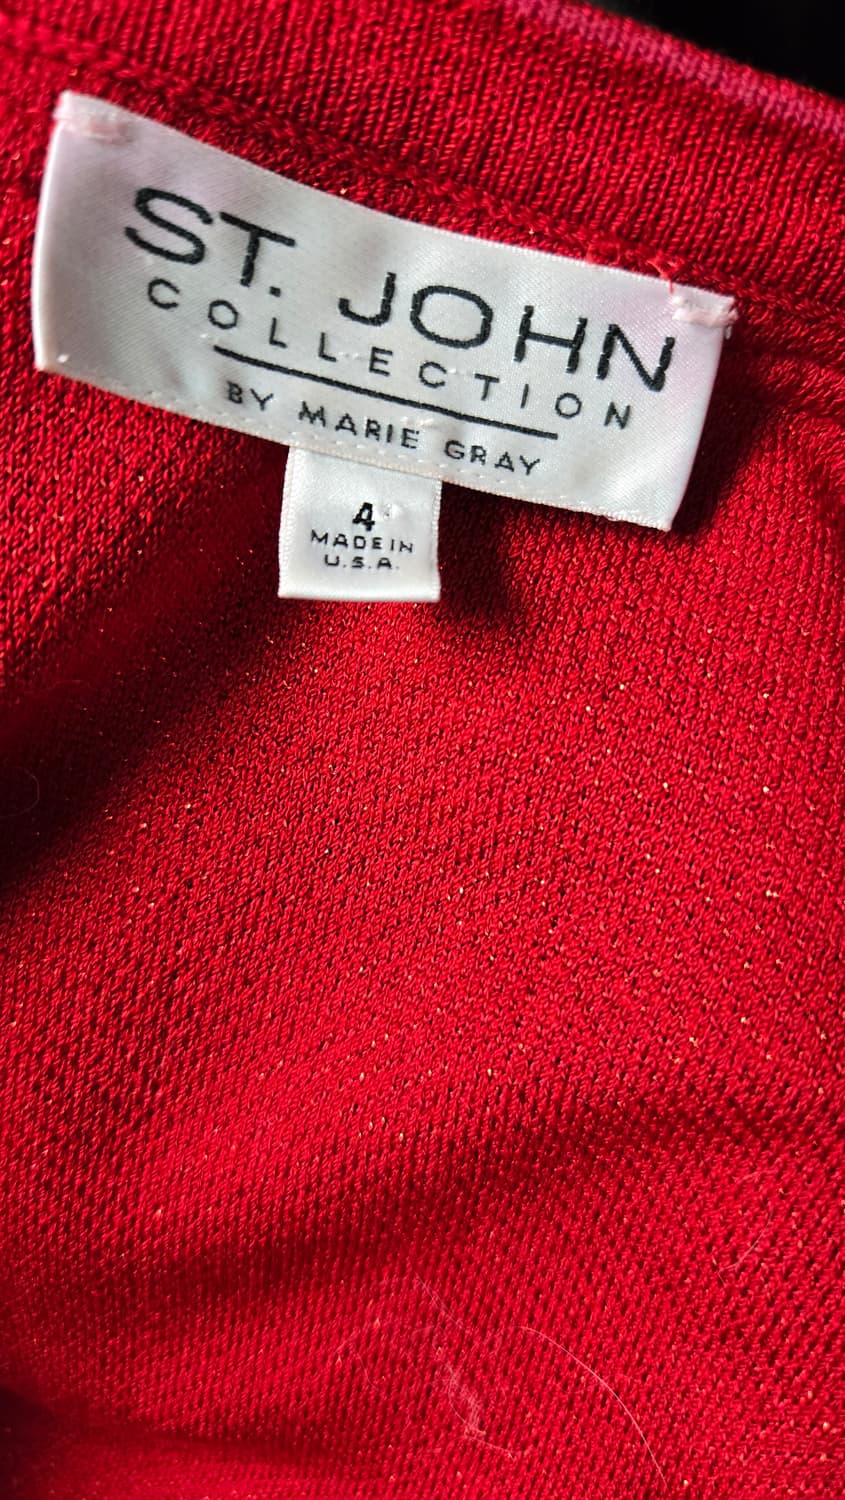 ST. JOHN
COLLECTION
BY MARIE GRAY
4
MADE IN
U.S.A.